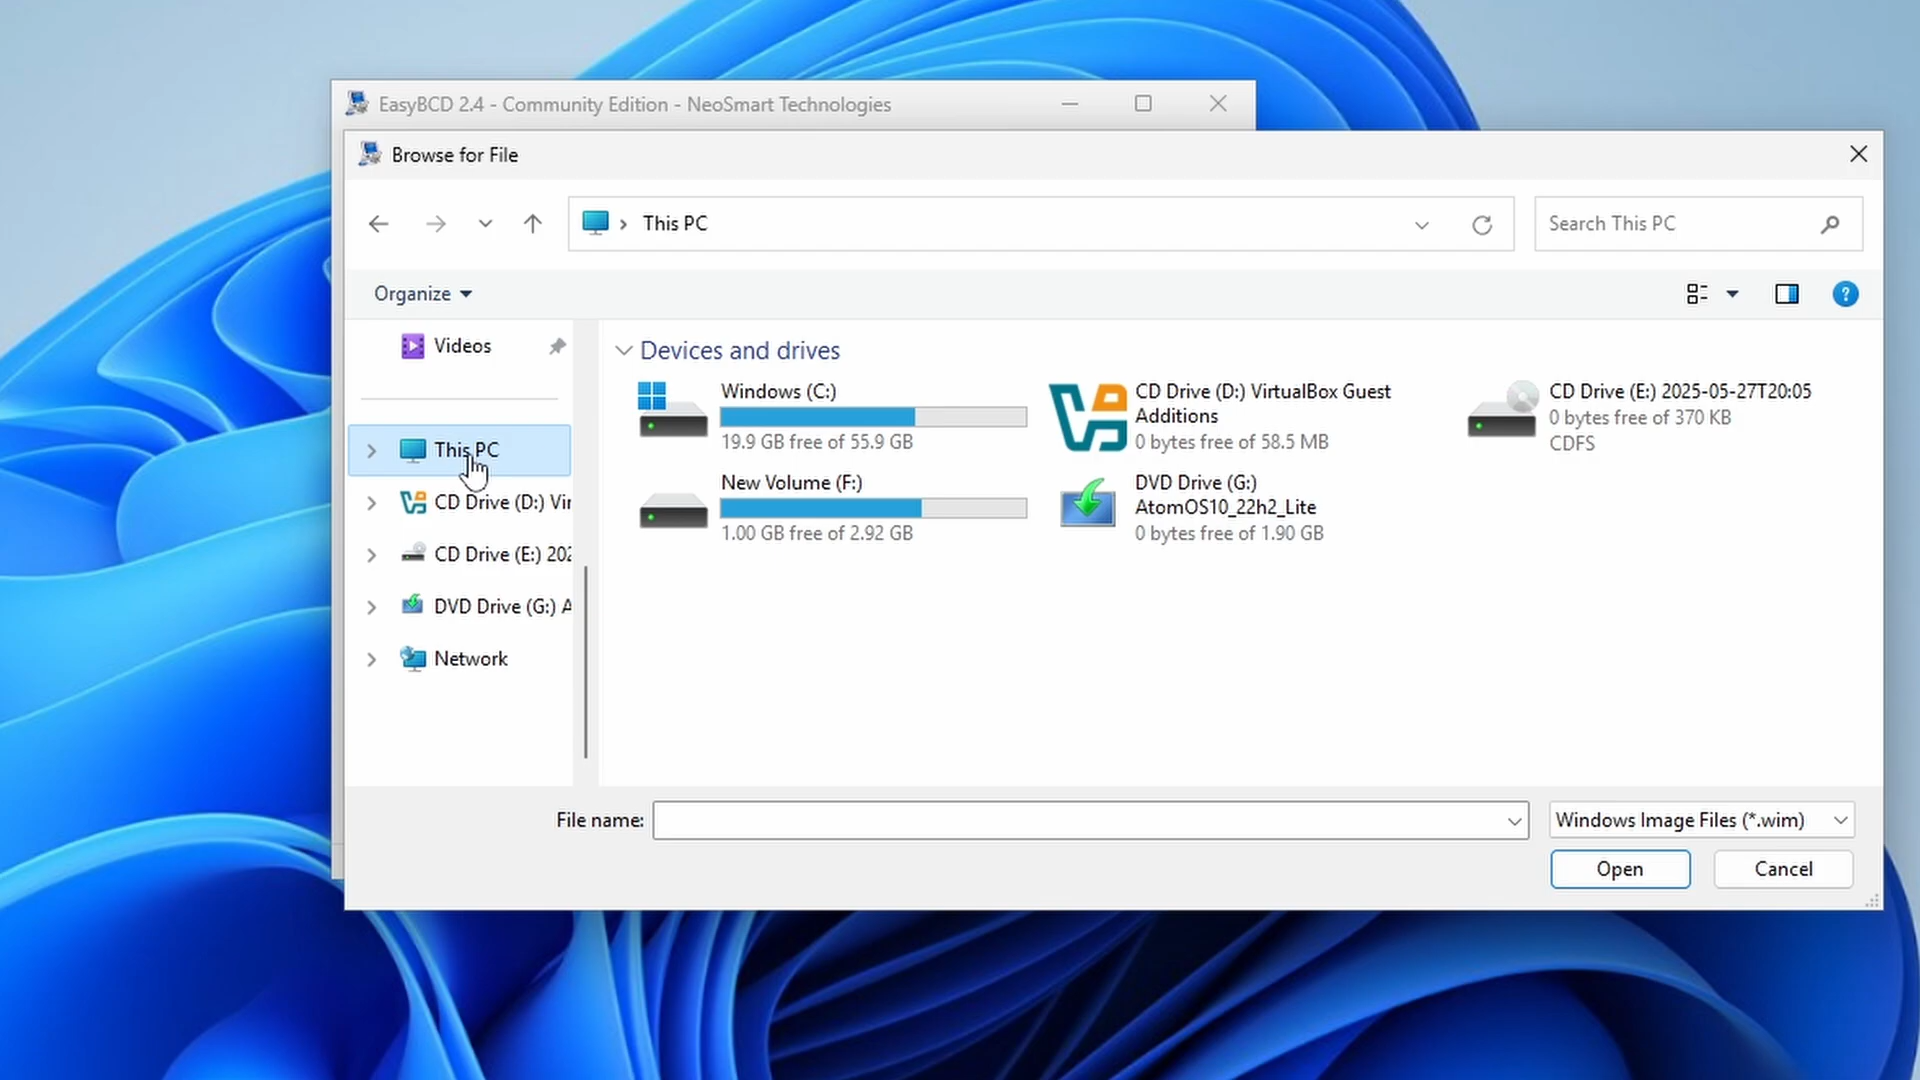 EasyBCD 2.4 - Community Edition - NeoSmart Technologies
Browse for File
This PC
Search This PC
Organize
Videos
This PC
CD Drive (D:) Vir
CD Drive (E:) 202
DVD Drive (G:) A
Network
Devices and drives
Windows (C:)
19.9 GB free of 55.9 GB
CD Drive (D:) VirtualBox Guest
Additions
0 bytes free of 58.5 MB
CD Drive (E:) 2025-05-27T20:05
0 bytes free of 370 KB
CDFS
New Volume (F:)
1.00 GB free of 2.92 GB
DVD Drive (G:)
AtomOS10_22h2_Lite
0 bytes free of 1.90 GB
File name:
Windows Image Files (*.wim)
Open
Cancel